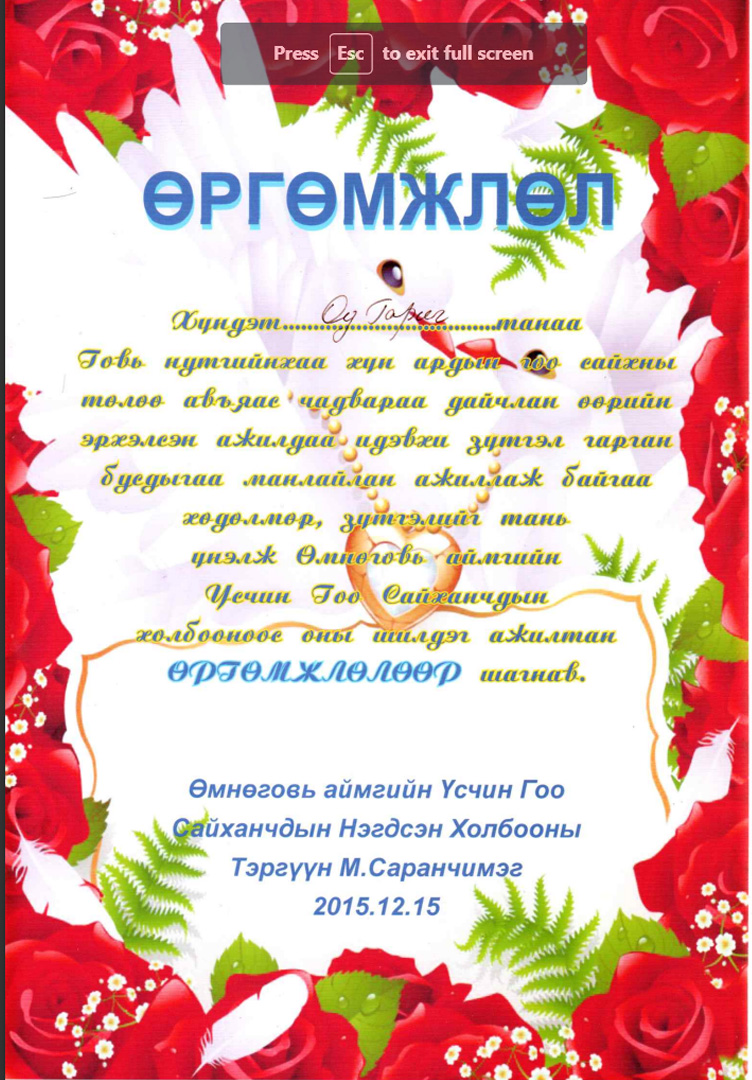 Press Esc to exit full screen
ӨРГӨМЖЛӨЛ
Хүндэт....................................танаа
Говь нутгийнхаа хүн ардын гоо сайхны
төлөө авъяас чадвараа дайчлан өөрийн
эрхэлсэн ажилдаа идэвхи зүтгэл гарган
бусдыгаа манлайлан ажиллаж байгаа
хөдөлмөр, зүтгэлийг тань
үнэлж Өмнөговь аймгийн
Үсчин Гоо Сайханчдын
холбооноос оны шилдэг ажилтан
ӨРГӨМЖЛӨЛӨӨР шагнав.
Өмнөговь аймгийн Үсчин Гоо
Сайханчдын Нэгдсэн Холбооны
Тэргүүн М.Саранчимэг
2015.12.15